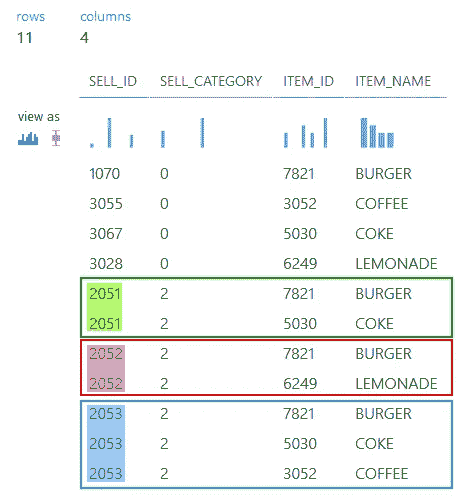 rows columns
11 4
SELL_ID SELL_CATEGORY ITEM_ID ITEM_NAME
view as
1070 0 7821 BURGER
3055 0 3052 COFFEE
3067 0 5030 COKE
3028 0 6249 LEMONADE
2051 2 7821 BURGER
2051 2 5030 COKE
2052 2 7821 BURGER
2052 2 6249 LEMONADE
2053 2 7821 BURGER
2053 2 5030 COKE
2053 2 3052 COFFEE